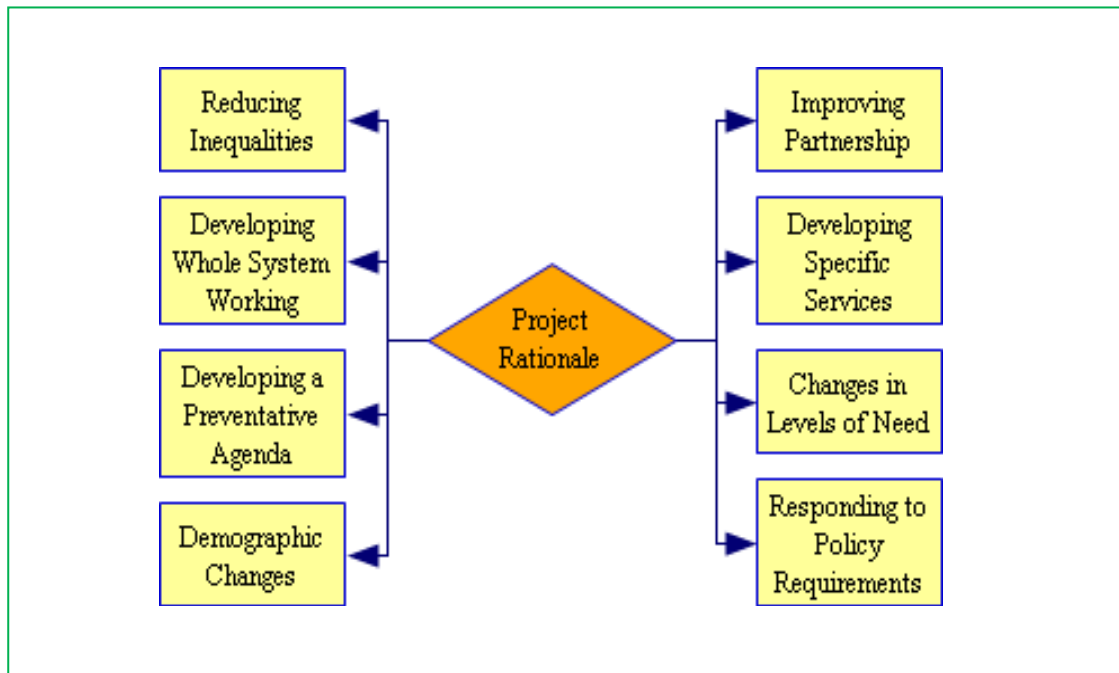 Reducing
Inequalities
Developing
Whole System
Working
Developing a
Preventative
Agenda
Demographic
Changes
Project
Rationale
Improving
Partnership
Developing
Specific
Services
Changes in
Levels of Need
Responding to
Policy
Requirements